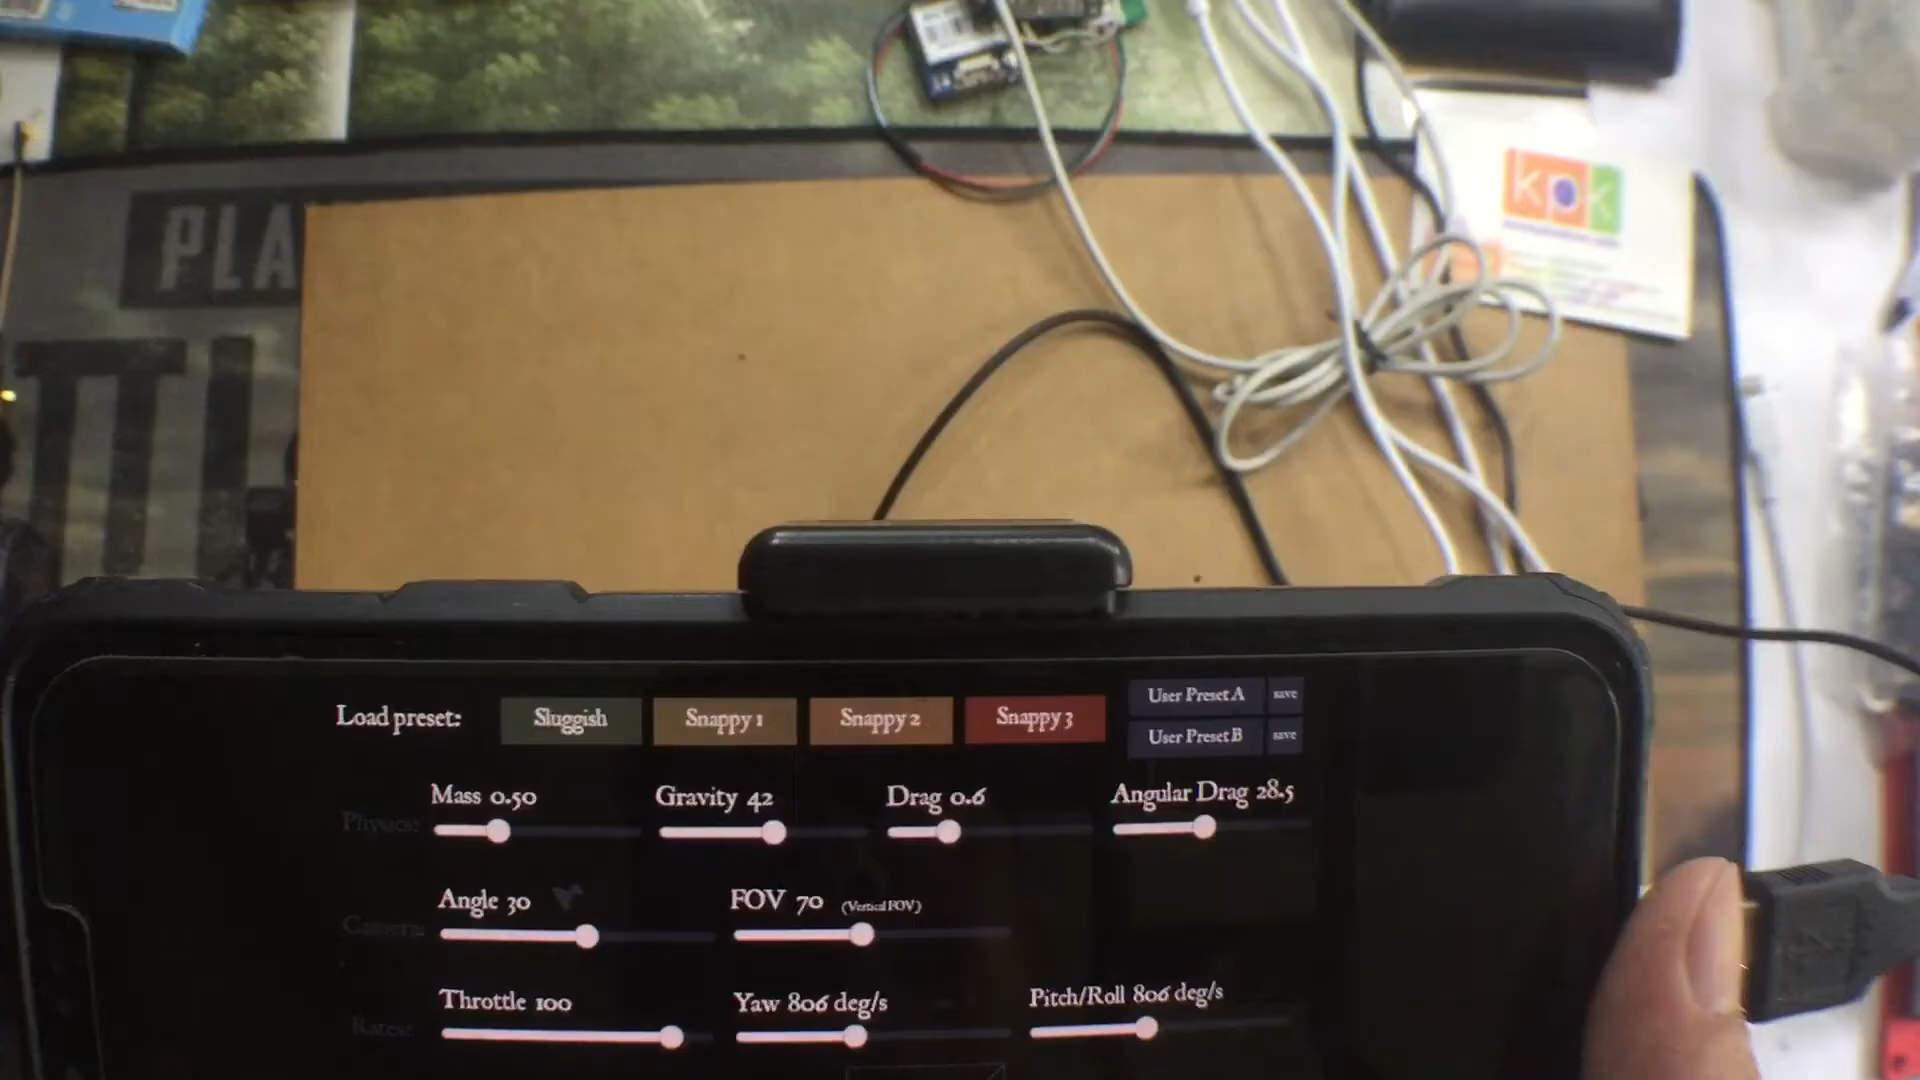 PLA
TTL
kDK
Load preset:
Sluggish
Snappy 1
Snappy 2
Snappy 3
User Preset A
save
User Preset B
save
Physics:
Mass 0.50
Gravity 42
Drag 0.6
Angular Drag 28.5
Camera:
Angle 30
FOV 70 (Vertical FOV)
Rates:
Throttle 100
Yaw 806 deg/s
Pitch/Roll 806 deg/s